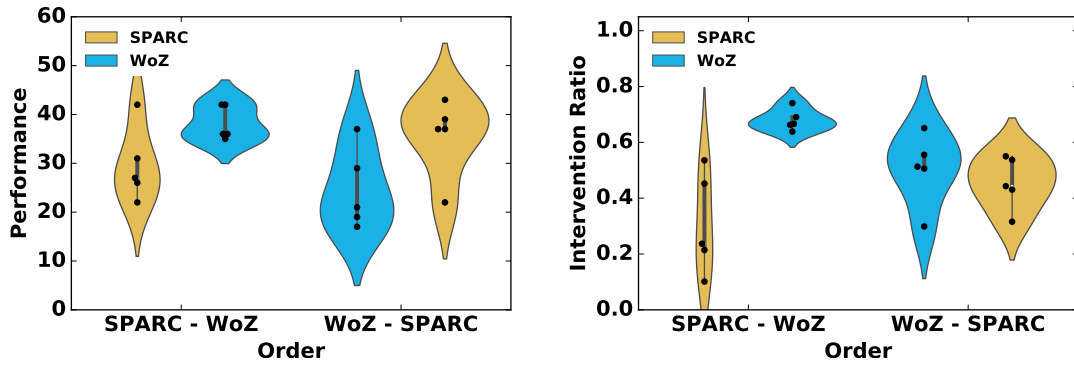 60
50
40
30
20
10
0
Performance
SPARC
WoZ
SPARC - WoZ
WoZ - SPARC
Order
1.0
0.8
0.6
0.4
0.2
0.0
Intervention Ratio
SPARC
WoZ
SPARC - WoZ
WoZ - SPARC
Order